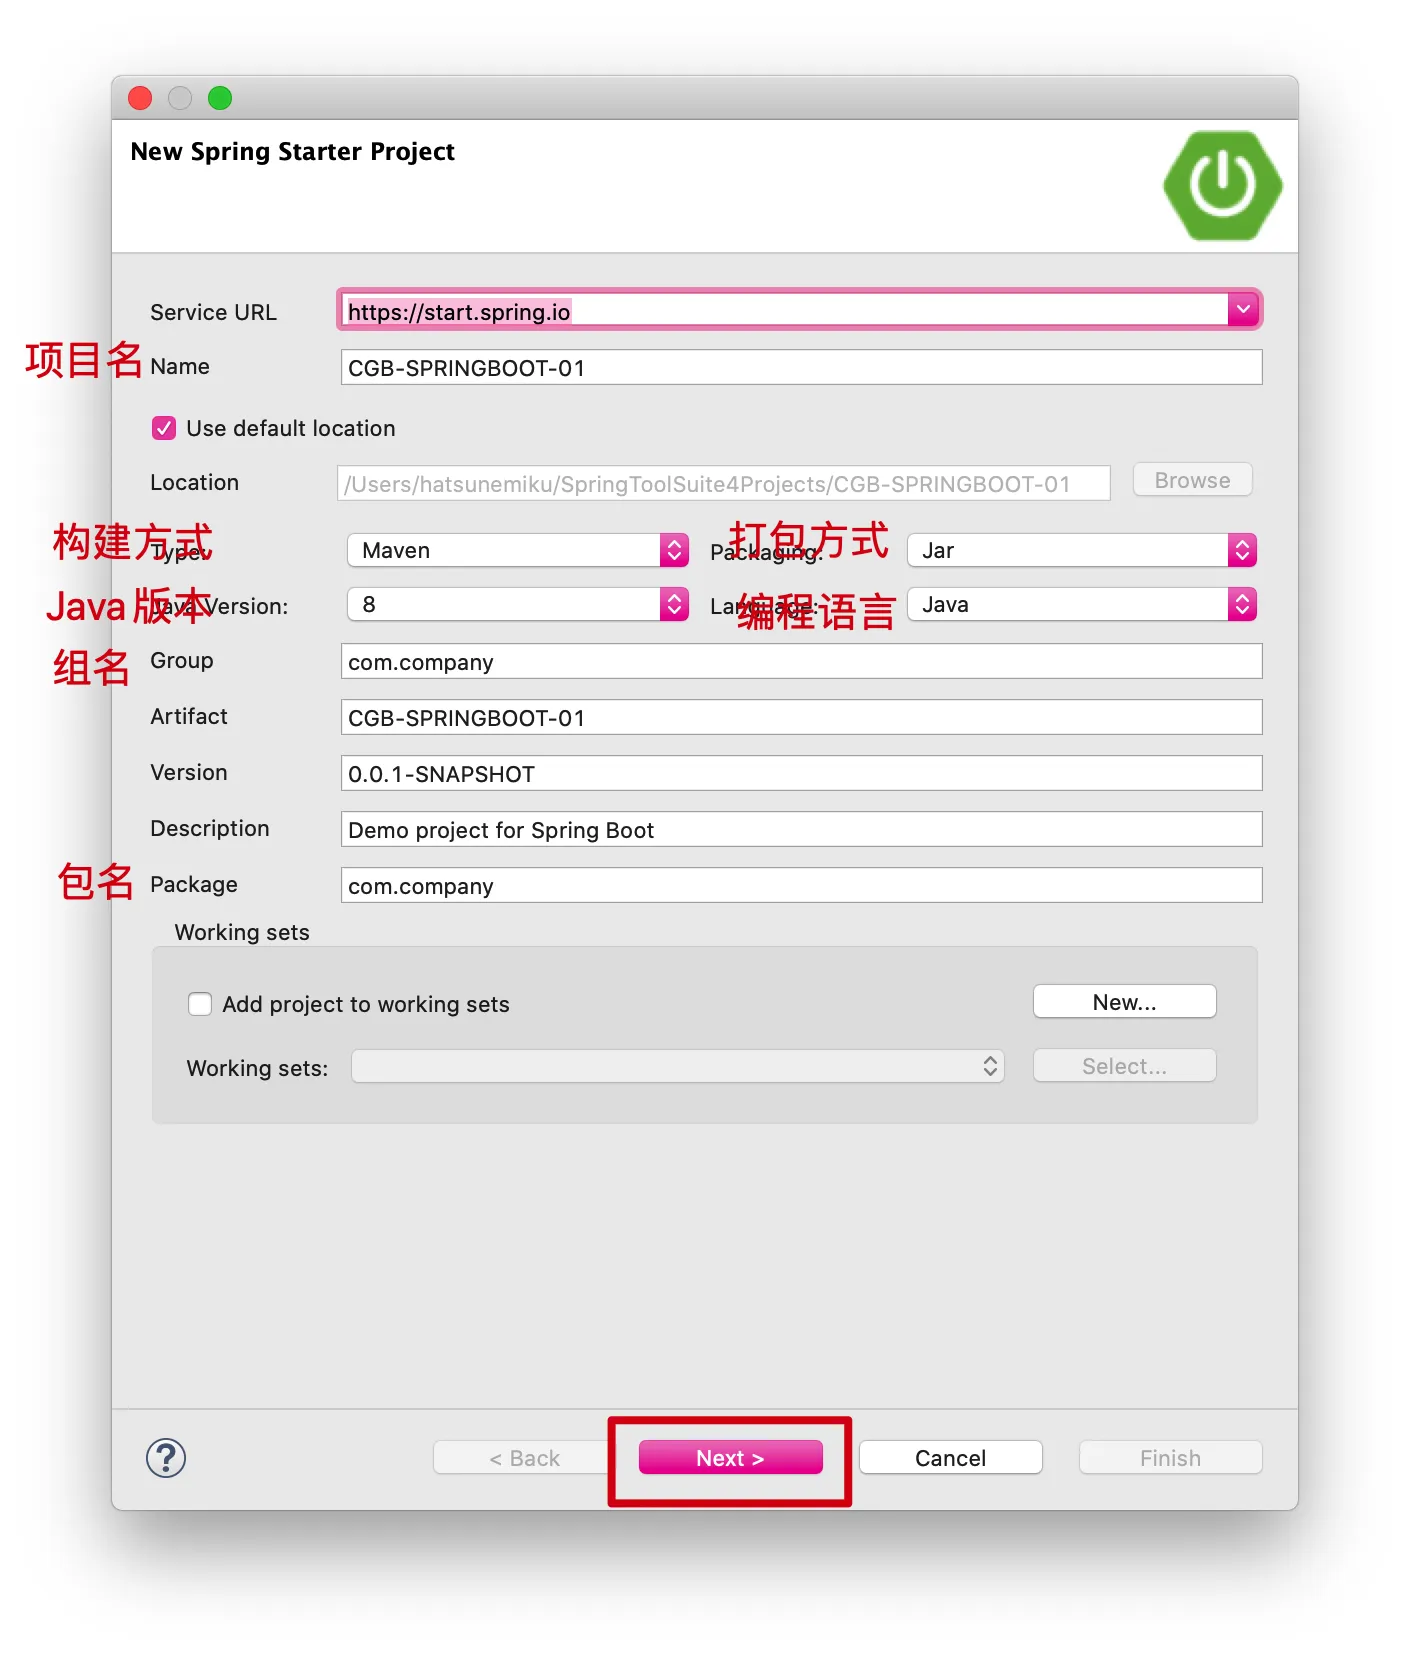 New Spring Starter Project
Service URL https://start.spring.io
项目名 Name CGB-SPRINGBOOT-01
Use default location
Location /Users/hatsunemiku/SpringToolSuite4Projects/CGB-SPRINGBOOT-01 Browse
构建方式 Type: Maven 打包方式 Packaging: Jar
Java版本 Java Version: 8 编程语言 Language: Java
组名 Group com.company
Artifact CGB-SPRINGBOOT-01
Version 0.0.1-SNAPSHOT
Description Demo project for Spring Boot
包名 Package com.company
Working sets
Add project to working sets New...
Working sets: Select...
? < Back Next > Cancel Finish